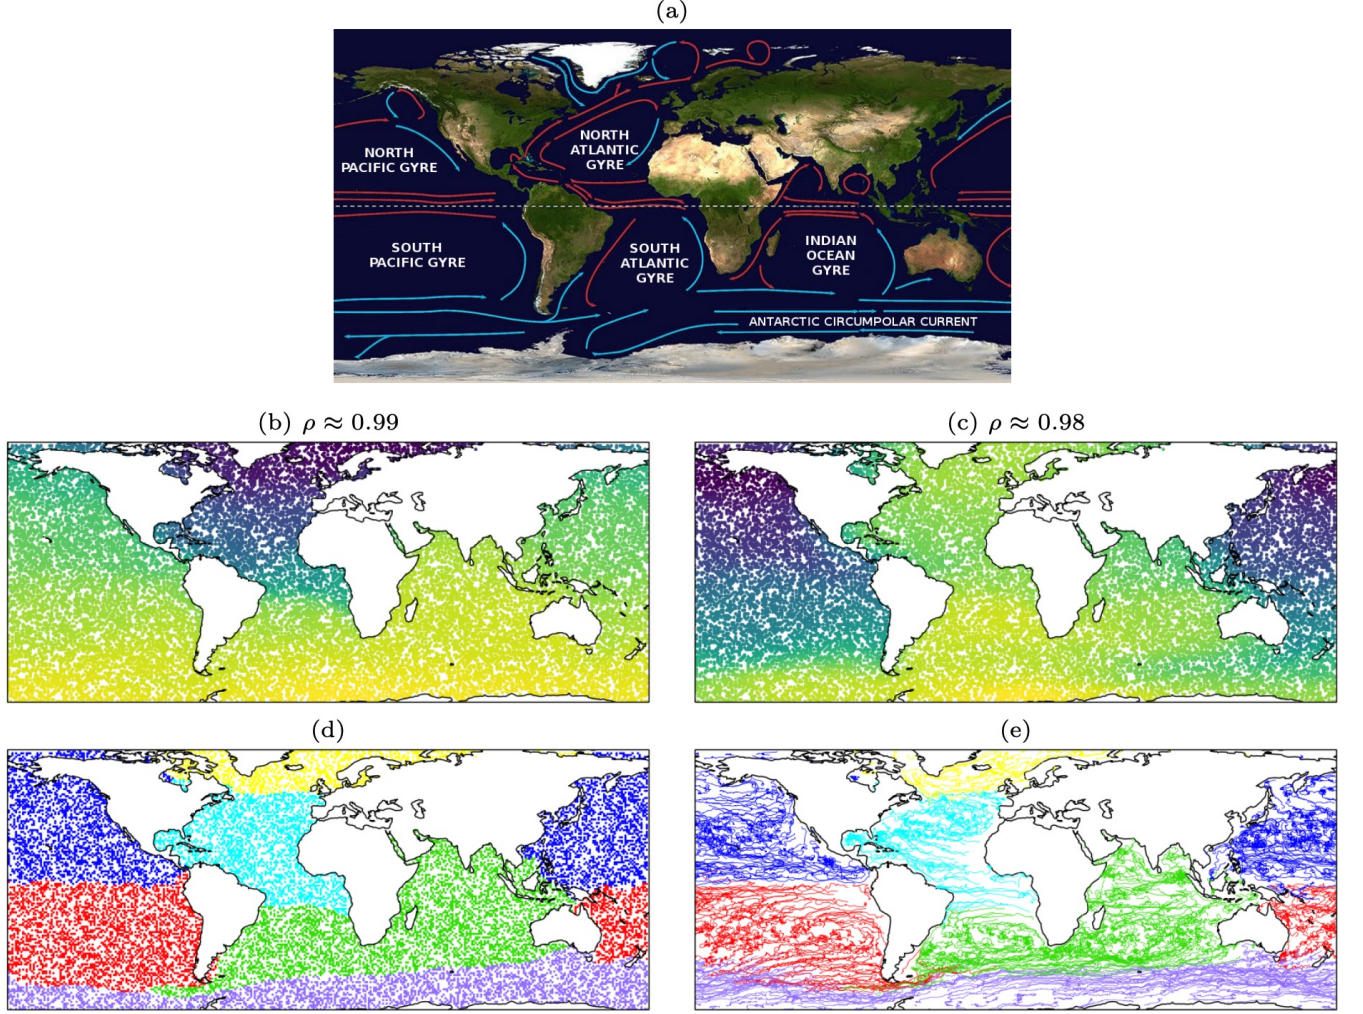 (a)
NORTH
PACIFIC GYRE
NORTH
ATLANTIC
GYRE
SOUTH
PACIFIC GYRE
SOUTH
ATLANTIC
GYRE
INDIAN
OCEAN
GYRE
ANTARCTIC CIRCUMPOLAR CURRENT
(b) ρ ≈ 0.99
(c) ρ ≈ 0.98
(d)
(e)